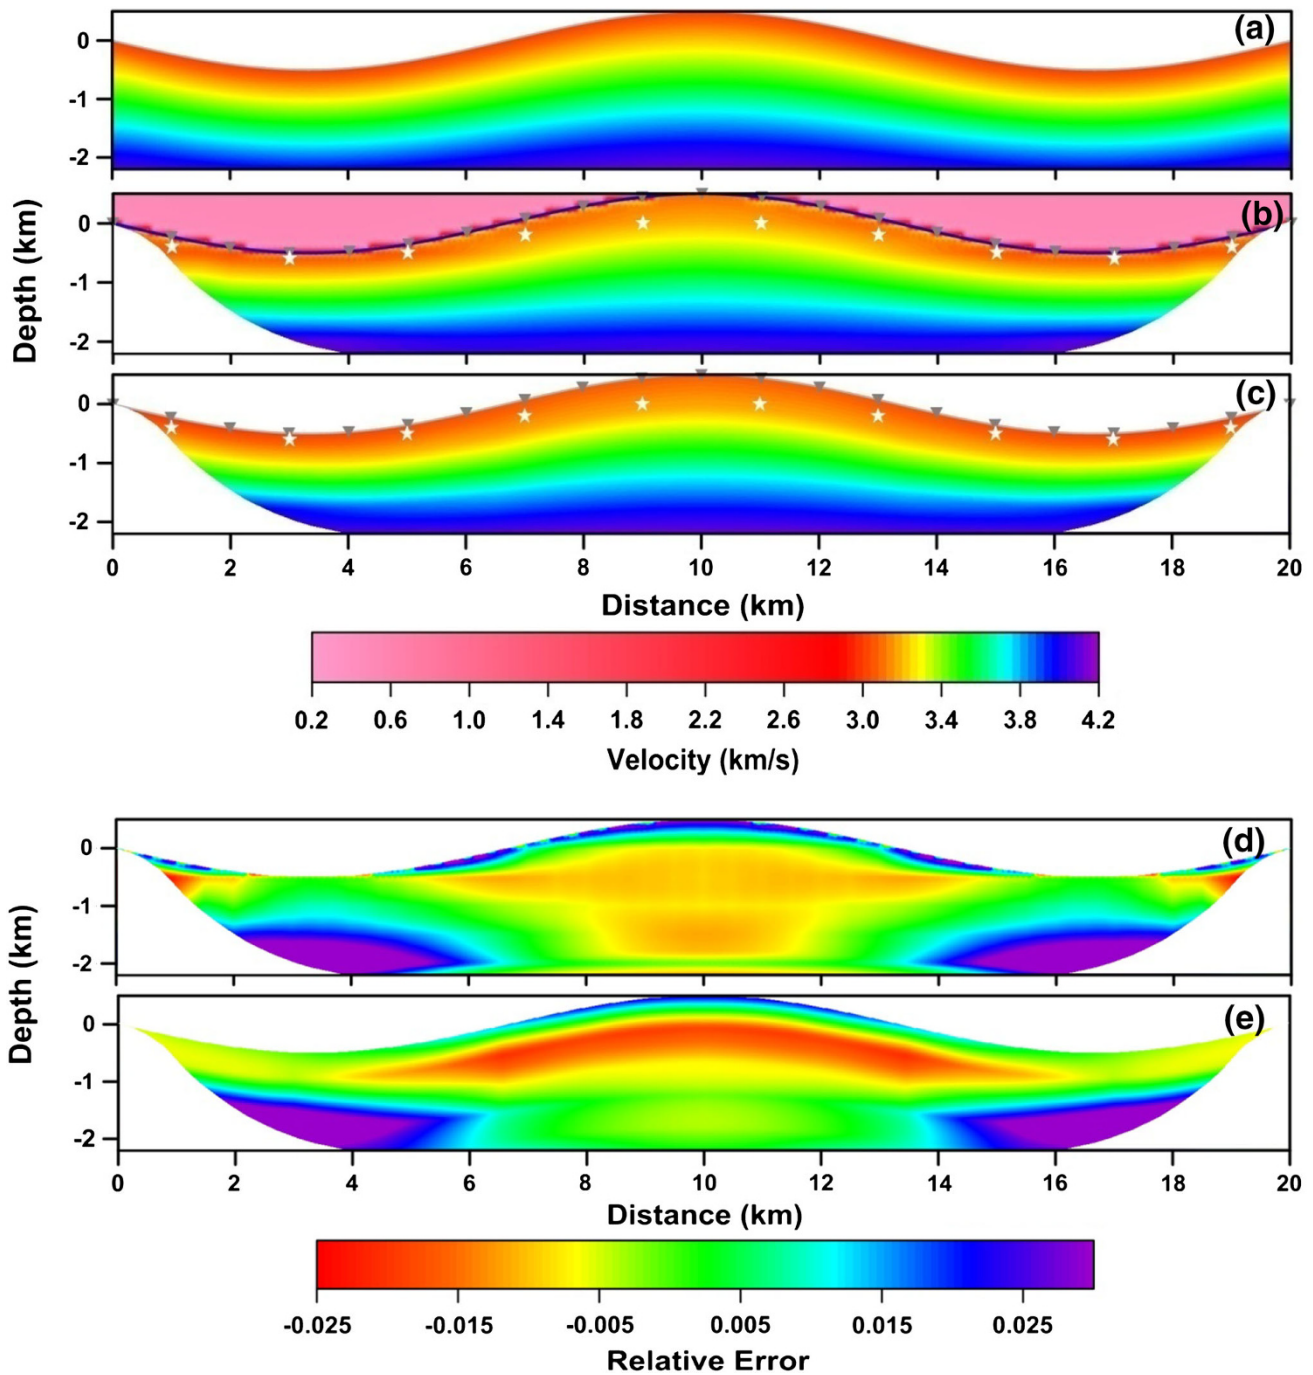 (a)
0
-1
-2
(b)
0
-1
-2
(c)
0
-1
-2
Depth (km)
0 2 4 6 8 10 12 14 16 18 20
Distance (km)
0.2 0.6 1.0 1.4 1.8 2.2 2.6 3.0 3.4 3.8 4.2
Velocity (km/s)
(d)
0
-1
-2
(e)
0
-1
-2
Depth (km)
0 2 4 6 8 10 12 14 16 18 20
Distance (km)
-0.025 -0.015 -0.005 0.005 0.015 0.025
Relative Error